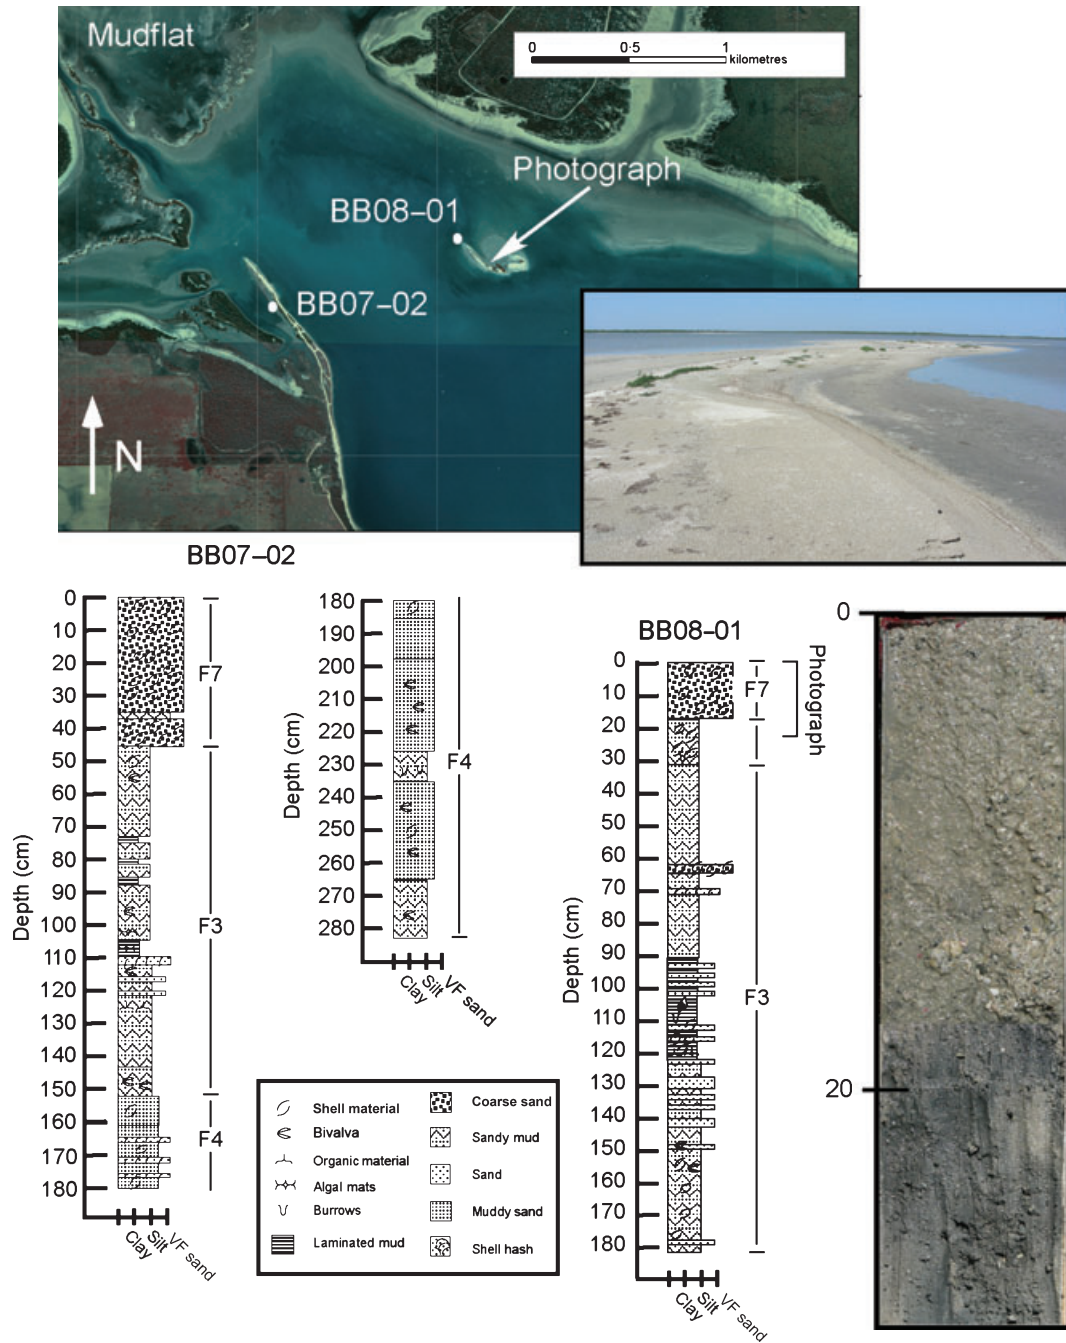 Mudflat
0 0·5 1
kilometres
Photograph
BB08–01
BB07–02
N
BB07–02
0
10
20
30
40
50
60
70
80
90
100
110
120
130
140
150
160
170
180
Depth (cm)
F7
F3
F4
Clay
Silt
VF sand
180
190
200
210
220
230
240
250
260
270
280
Depth (cm)
F4
Clay
Silt
VF sand
BB08–01
0
10
20
30
40
50
60
70
80
90
100
110
120
130
140
150
160
170
180
Depth (cm)
F7
F3
Photograph
Clay
Silt
VF sand
0
20
Shell material
Bivalva
Organic material
Algal mats
Burrows
Laminated mud
Coarse sand
Sandy mud
Sand
Muddy sand
Shell hash